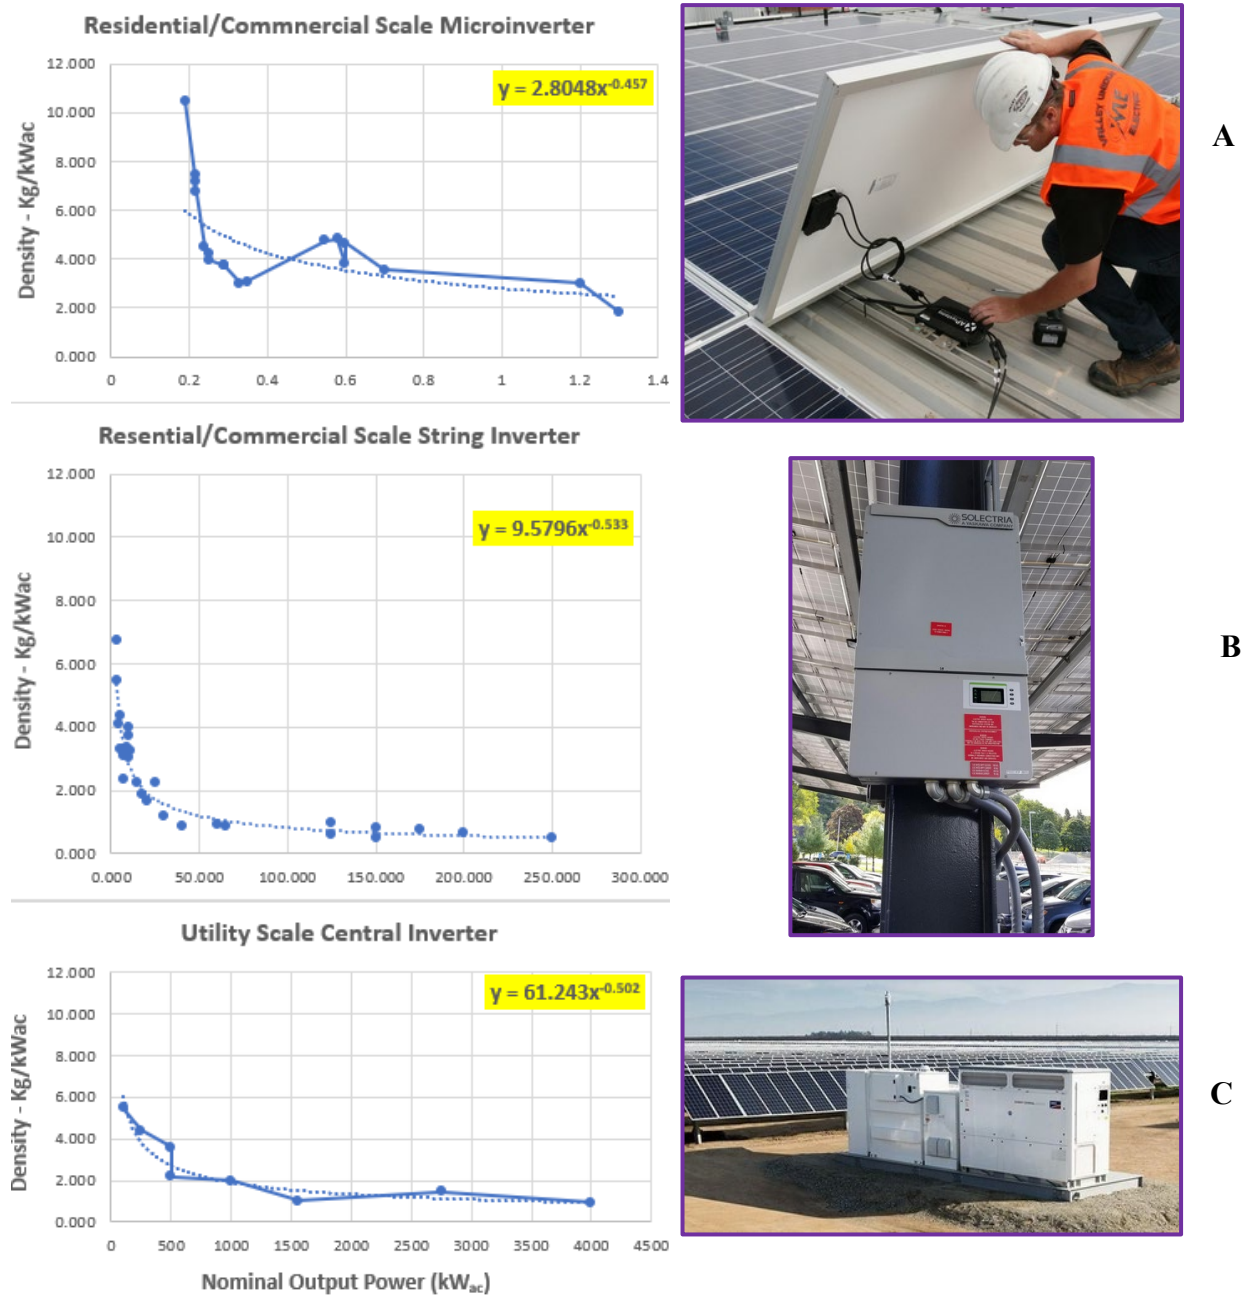 Residential/Commnercial Scale Microinverter
12.000
10.000
8.000
6.000
4.000
2.000
0.000
Density - Kg/kWac
y = 2.8048x^-0.457
0 0.2 0.4 0.6 0.8 1 1.2 1.4
A
Resential/Commercial Scale String Inverter
12.000
10.000
8.000
6.000
4.000
2.000
0.000
Density - Kg/kWac
y = 9.5796x^-0.533
0.000 50.000 100.000 150.000 200.000 250.000 300.000
SOLECTRIA
B
Utility Scale Central Inverter
12.000
10.000
8.000
6.000
4.000
2.000
0.000
Density - Kg/kWac
y = 61.243x^-0.502
0 500 1000 1500 2000 2500 3000 3500 4000 4500
Nominal Output Power (kWac)
C